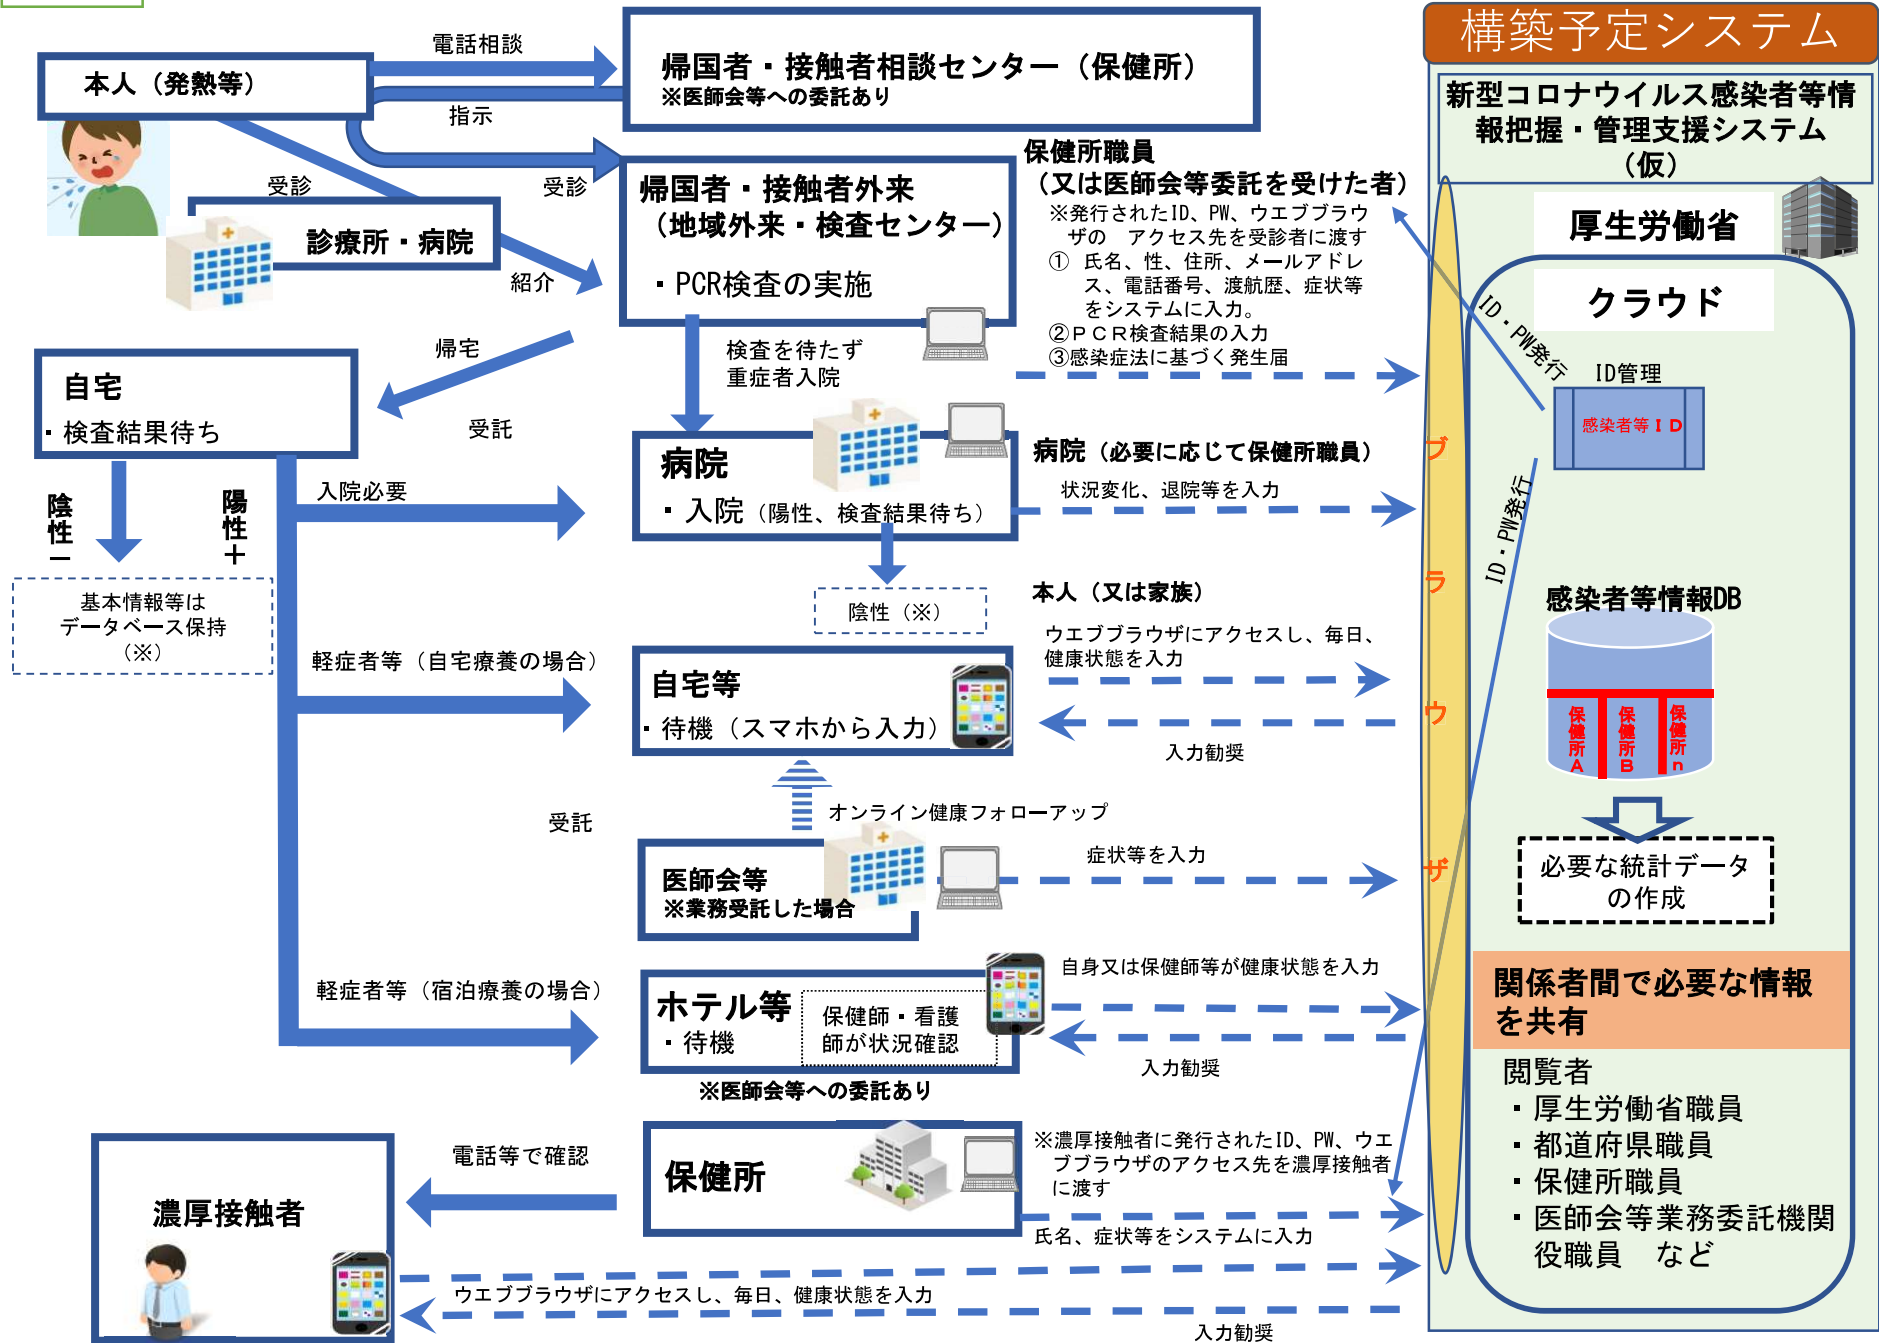 構築予定システム
新型コロナウイルス感染者等情
報把握・管理支援システム
（仮）
厚生労働省
クラウド
ID管理
感染者等ＩＤ
ID・PW発行
ID・PW発行
感染者等情報DB
保健所A
保健所B
保健所n
必要な統計データ
の作成
関係者間で必要な情報
を共有
閲覧者
・厚生労働省職員
・都道府県職員
・保健所職員
・医師会等業務委託機関
役職員　など
ブラウザ
本人（発熱等）
電話相談
指示
受診
受診
帰国者・接触者相談センター（保健所）
※医師会等への委託あり
診療所・病院
紹介
帰国者・接触者外来
（地域外来・検査センター）
・PCR検査の実施
保健所職員
（又は医師会等委託を受けた者）
※発行されたID、PW、ウエブブラウ
ザの　アクセス先を受診者に渡す
①　氏名、性、住所、メールアドレ
ス、電話番号、渡航歴、症状等
をシステムに入力。
②ＰＣＲ検査結果の入力
③感染症法に基づく発生届
帰宅
検査を待たず
重症者入院
自宅
・検査結果待ち
受託
病院
・入院（陽性、検査結果待ち）
病院（必要に応じて保健所職員）
状況変化、退院等を入力
陰性－
陽性＋
入院必要
基本情報等は
データベース保持
（※）
陰性（※）
本人（又は家族）
ウエブブラウザにアクセスし、毎日、
健康状態を入力
軽症者等（自宅療養の場合）
自宅等
・待機（スマホから入力）
入力勧奨
受託
オンライン健康フォローアップ
医師会等
※業務受託した場合
症状等を入力
軽症者等（宿泊療養の場合）
ホテル等
・待機
保健師・看護
師が状況確認
自身又は保健師等が健康状態を入力
入力勧奨
※医師会等への委託あり
電話等で確認
保健所
※濃厚接触者に発行されたID、PW、ウエ
ブブラウザのアクセス先を濃厚接触者
に渡す
氏名、症状等をシステムに入力
濃厚接触者
ウエブブラウザにアクセスし、毎日、健康状態を入力
入力勧奨